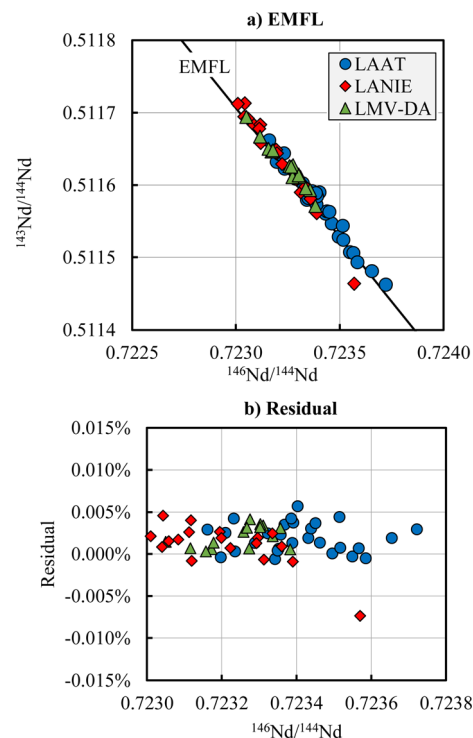 a) EMFL
0.5118
0.5117
0.5116
0.5115
0.5114
143Nd/144Nd
EMFL
LAAT
LANIE
LMV-DA
0.7225 0.7230 0.7235 0.7240
146Nd/144Nd
b) Residual
0.015%
0.010%
0.005%
0.000%
-0.005%
-0.010%
-0.015%
Residual
0.7230 0.7232 0.7234 0.7236 0.7238
146Nd/144Nd